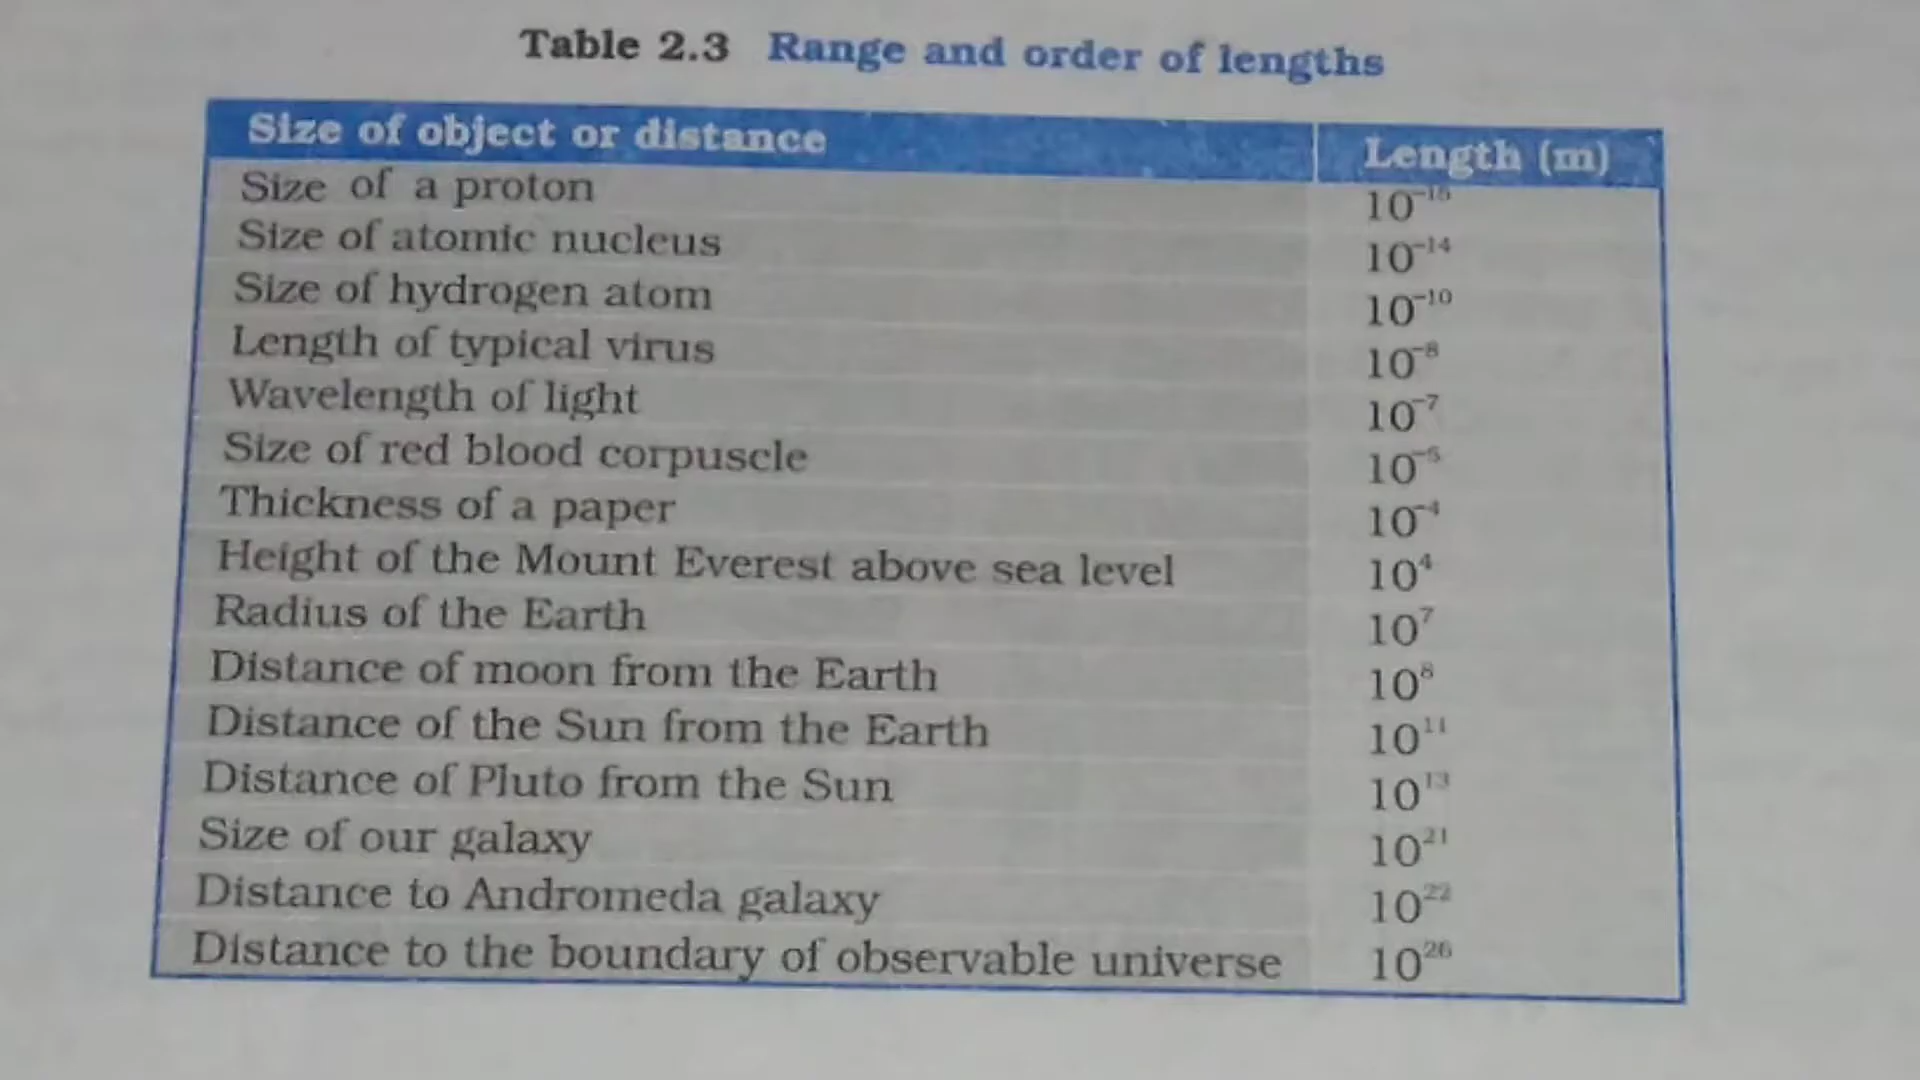 Table 2.3 Range and order of lengths
Size of object or distance Length (m)
Size of a proton 10⁻¹⁵
Size of atomic nucleus 10⁻¹⁴
Size of hydrogen atom 10⁻¹⁰
Length of typical virus 10⁻⁸
Wavelength of light 10⁻⁷
Size of red blood corpuscle 10⁻⁵
Thickness of a paper 10⁻⁴
Height of the Mount Everest above sea level 10⁴
Radius of the Earth 10⁷
Distance of moon from the Earth 10⁸
Distance of the Sun from the Earth 10¹¹
Distance of Pluto from the Sun 10¹³
Size of our galaxy 10²¹
Distance to Andromeda galaxy 10²²
Distance to the boundary of observable universe 10²⁶